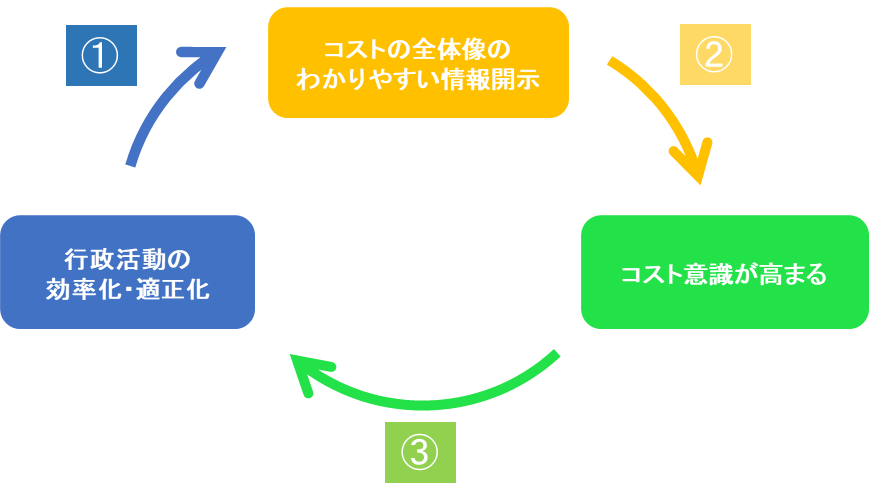 ①
コストの全体像の
わかりやすい情報開示
②
行政活動の
効率化・適正化
コスト意識が高まる
③